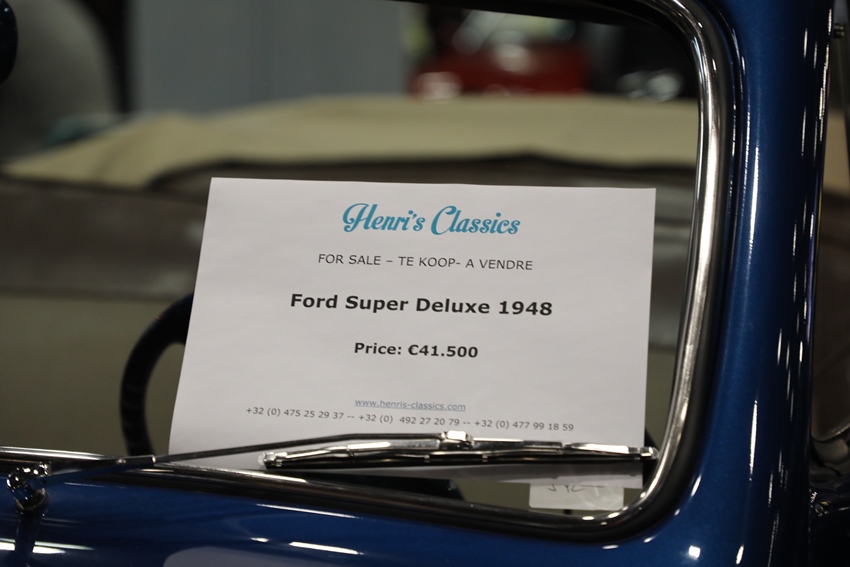 Henri's Classics
FOR SALE – TE KOOP- A VENDRE
Ford Super Deluxe 1948
Price: €41.500
www.henris-classics.com
+32 (0) 475 25 29 37 -- +32 (0)  492 27 20 79 -- +32 (0) 477 99 18 59